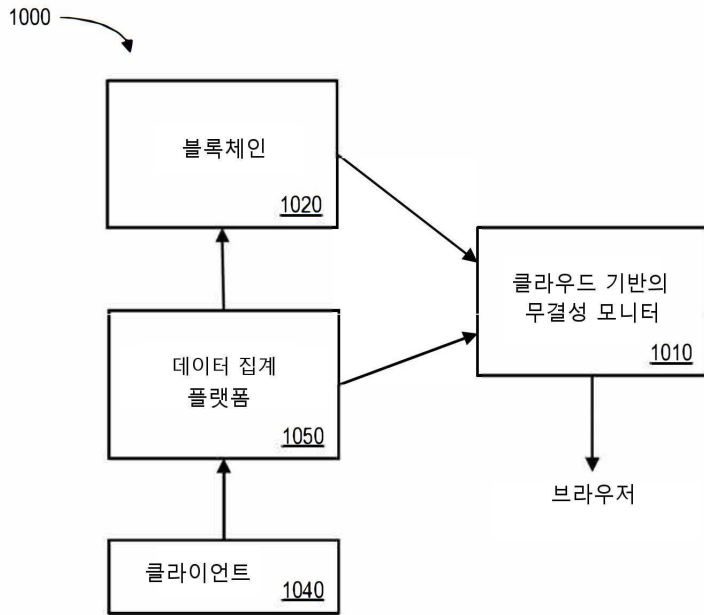 1000
블록체인
1020
클라우드 기반의
무결성 모니터
1010
데이터 집계
플랫폼
1050
브라우저
클라이언트
1040